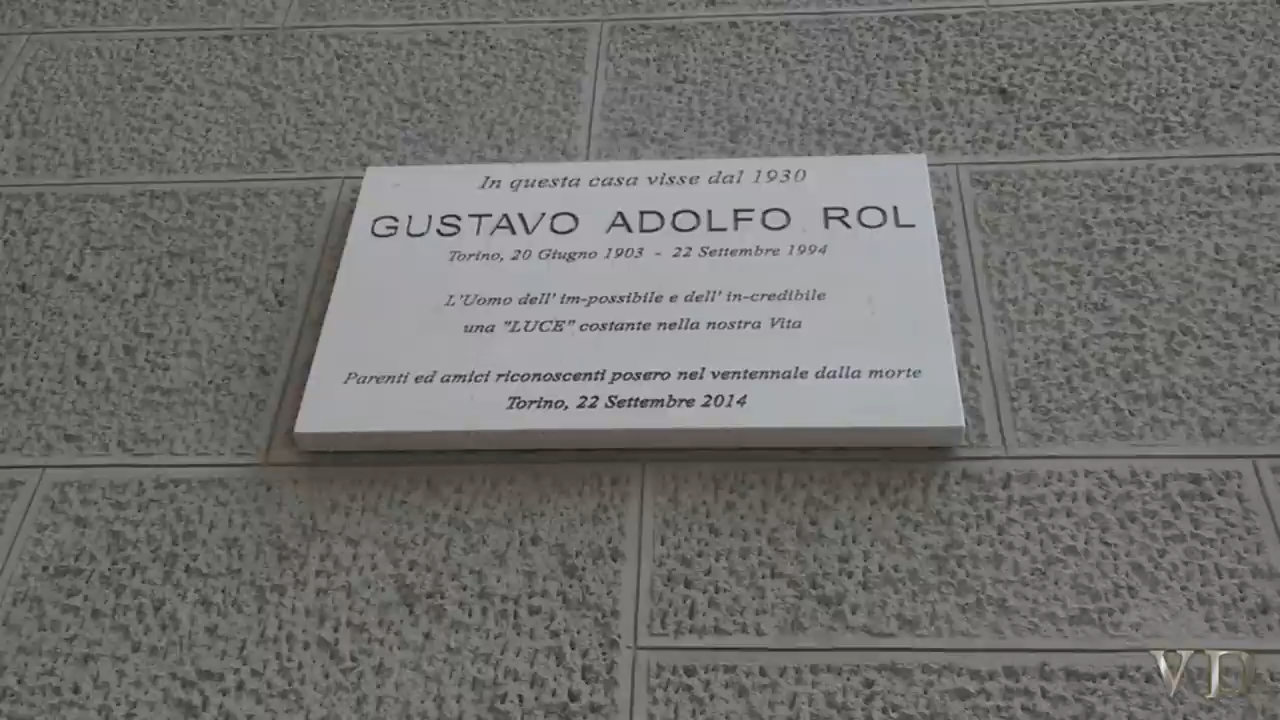 In questa casa visse dal 1930
GUSTAVO ADOLFO ROL
Torino, 20 Giugno 1903 - 22 Settembre 1994
L'Uomo dell' im-possibile e dell' in-credibile
una "LUCE" costante nella nostra Vita
Parenti ed amici riconoscenti posero nel ventennale dalla morte
Torino, 22 Settembre 2014
VD